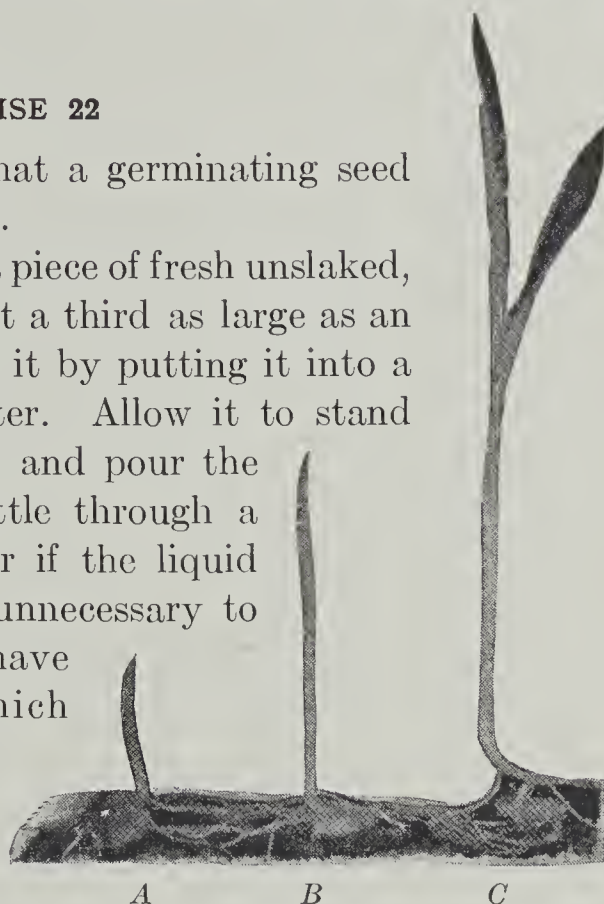 ISE 22
hat a germinating seed
.
piece of fresh unslaked,
t a third as large as an
it by putting it into a
ter. Allow it to stand
and pour the
ttle through a
r if the liquid
unnecessary to
have
hich
A B C